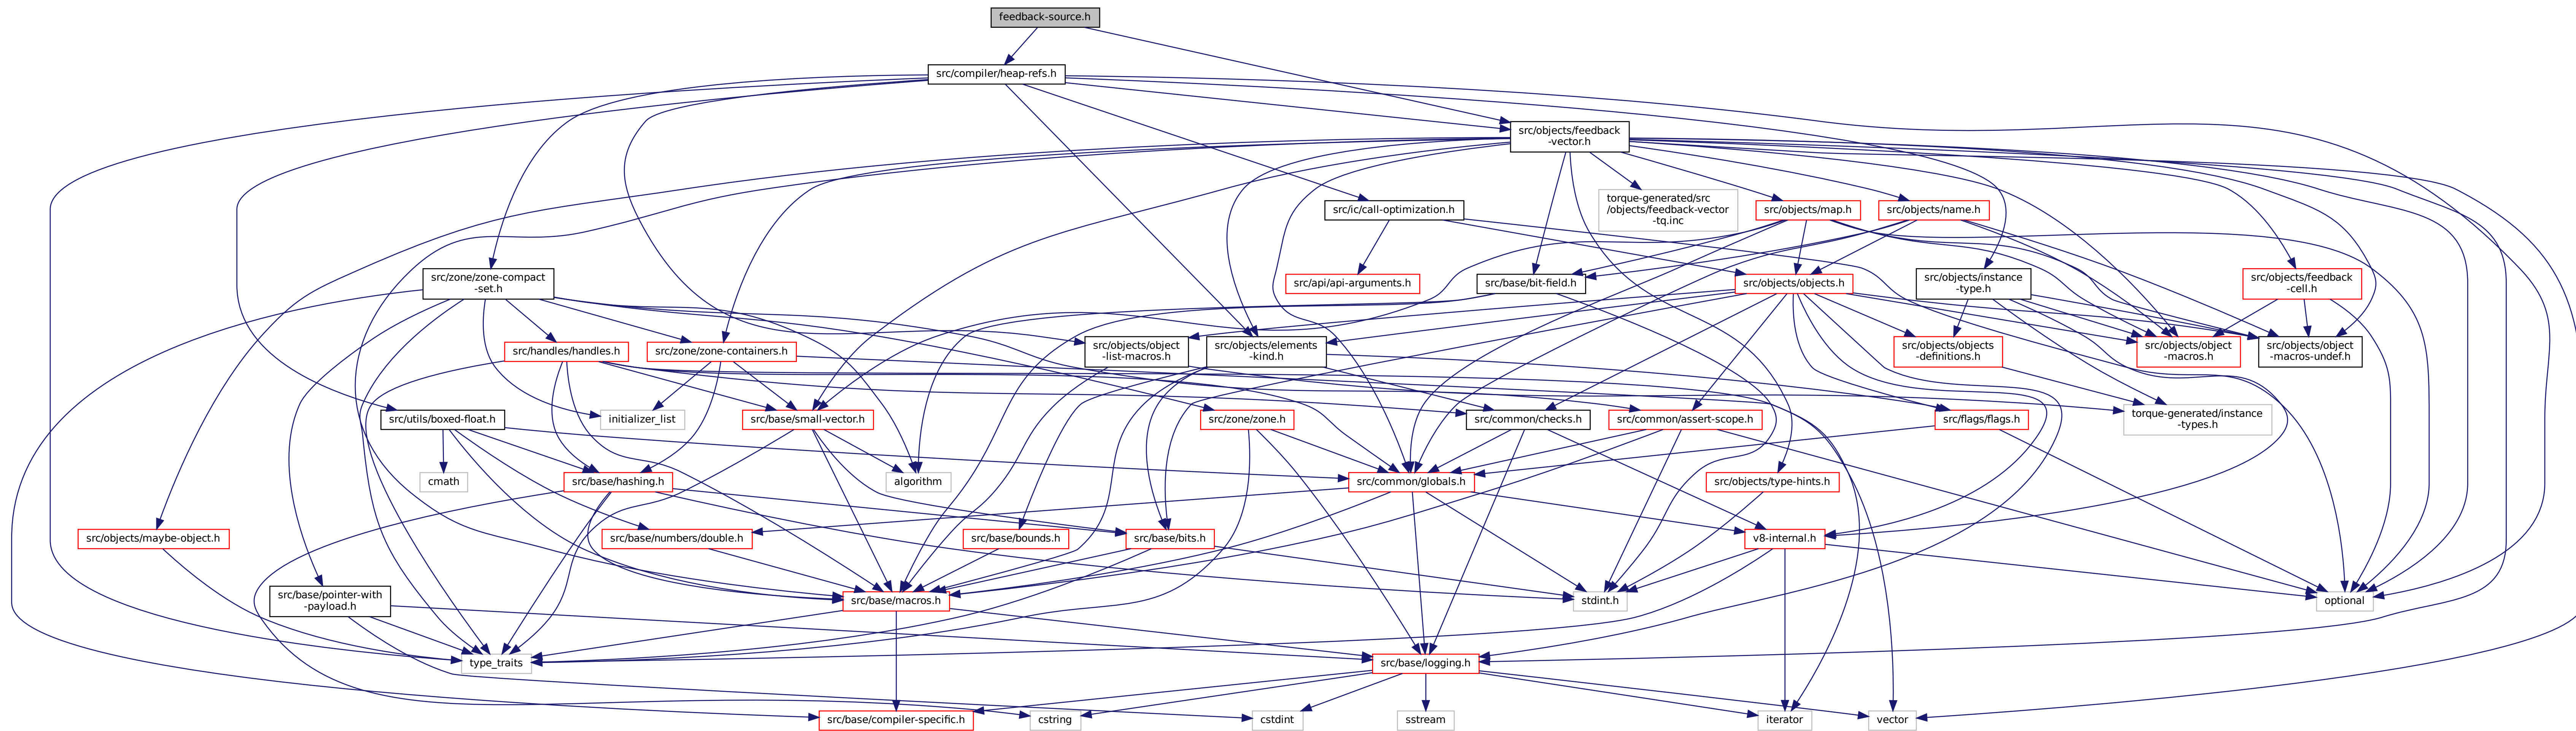 feedback-source.h
src/compiler/heap-refs.h
src/objects/feedback
-vector.h
torque-generated/src
/objects/feedback-vector
-tq.inc
src/ic/call-optimization.h
src/objects/map.h
src/objects/name.h
src/zone/zone-compact
-set.h
src/api/api-arguments.h
src/base/bit-field.h
src/objects/objects.h
src/objects/instance
-type.h
src/objects/feedback
-cell.h
src/handles/handles.h
src/zone/zone-containers.h
src/objects/object
-list-macros.h
src/objects/elements
-kind.h
src/objects/objects
-definitions.h
src/objects/object
-macros.h
src/objects/object
-macros-undef.h
src/utils/boxed-float.h
initializer_list
src/base/small-vector.h
src/zone/zone.h
src/common/checks.h
src/common/assert-scope.h
src/flags/flags.h
torque-generated/instance
-types.h
cmath
src/base/hashing.h
algorithm
src/common/globals.h
src/objects/type-hints.h
src/objects/maybe-object.h
src/base/numbers/double.h
src/base/bounds.h
src/base/bits.h
v8-internal.h
src/base/pointer-with
-payload.h
src/base/macros.h
stdint.h
optional
type_traits
src/base/logging.h
src/base/compiler-specific.h
cstring
cstdint
sstream
iterator
vector